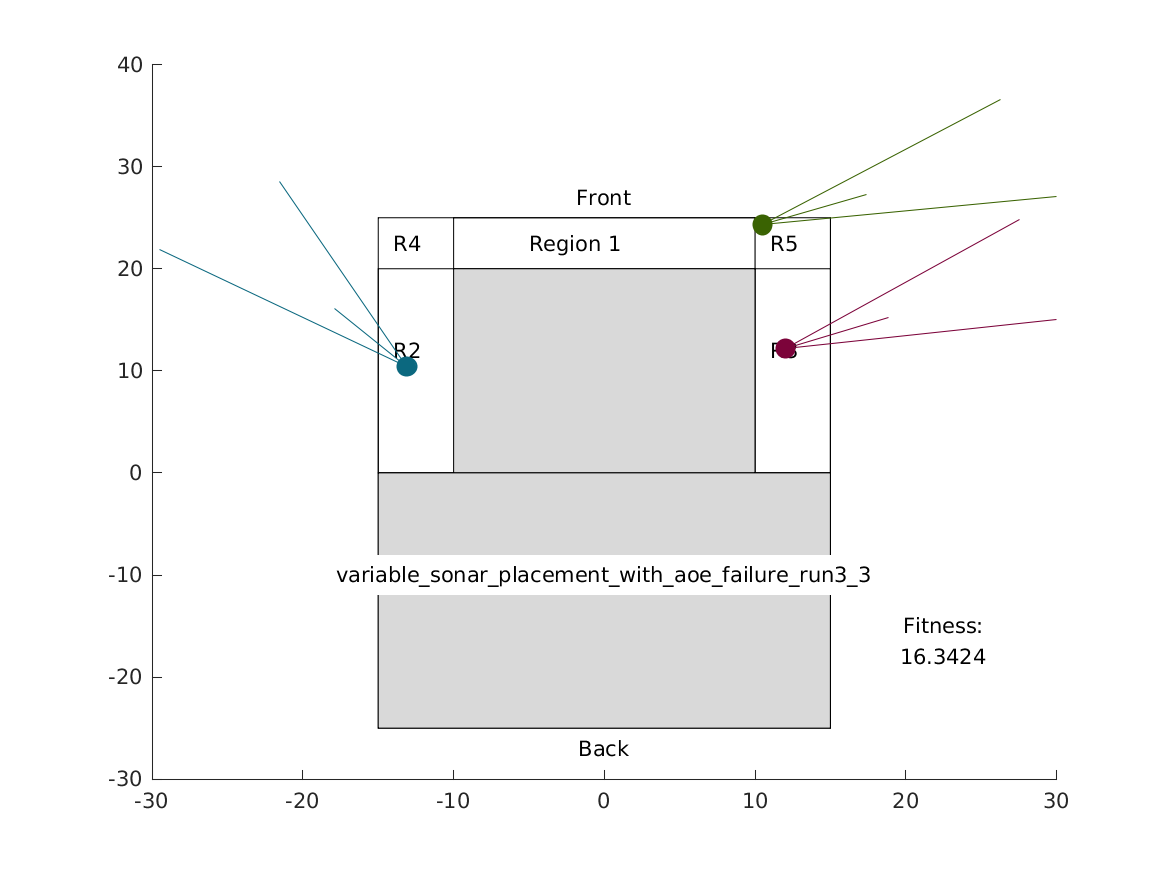 40
30
20
10
0
-10
-20
-30
Front
R4
Region 1
R5
R2
variable_sonar_placement_with_aoe_failure_run3_3
Fitness:
16.3424
Back
-30
-20
-10
0
10
20
30